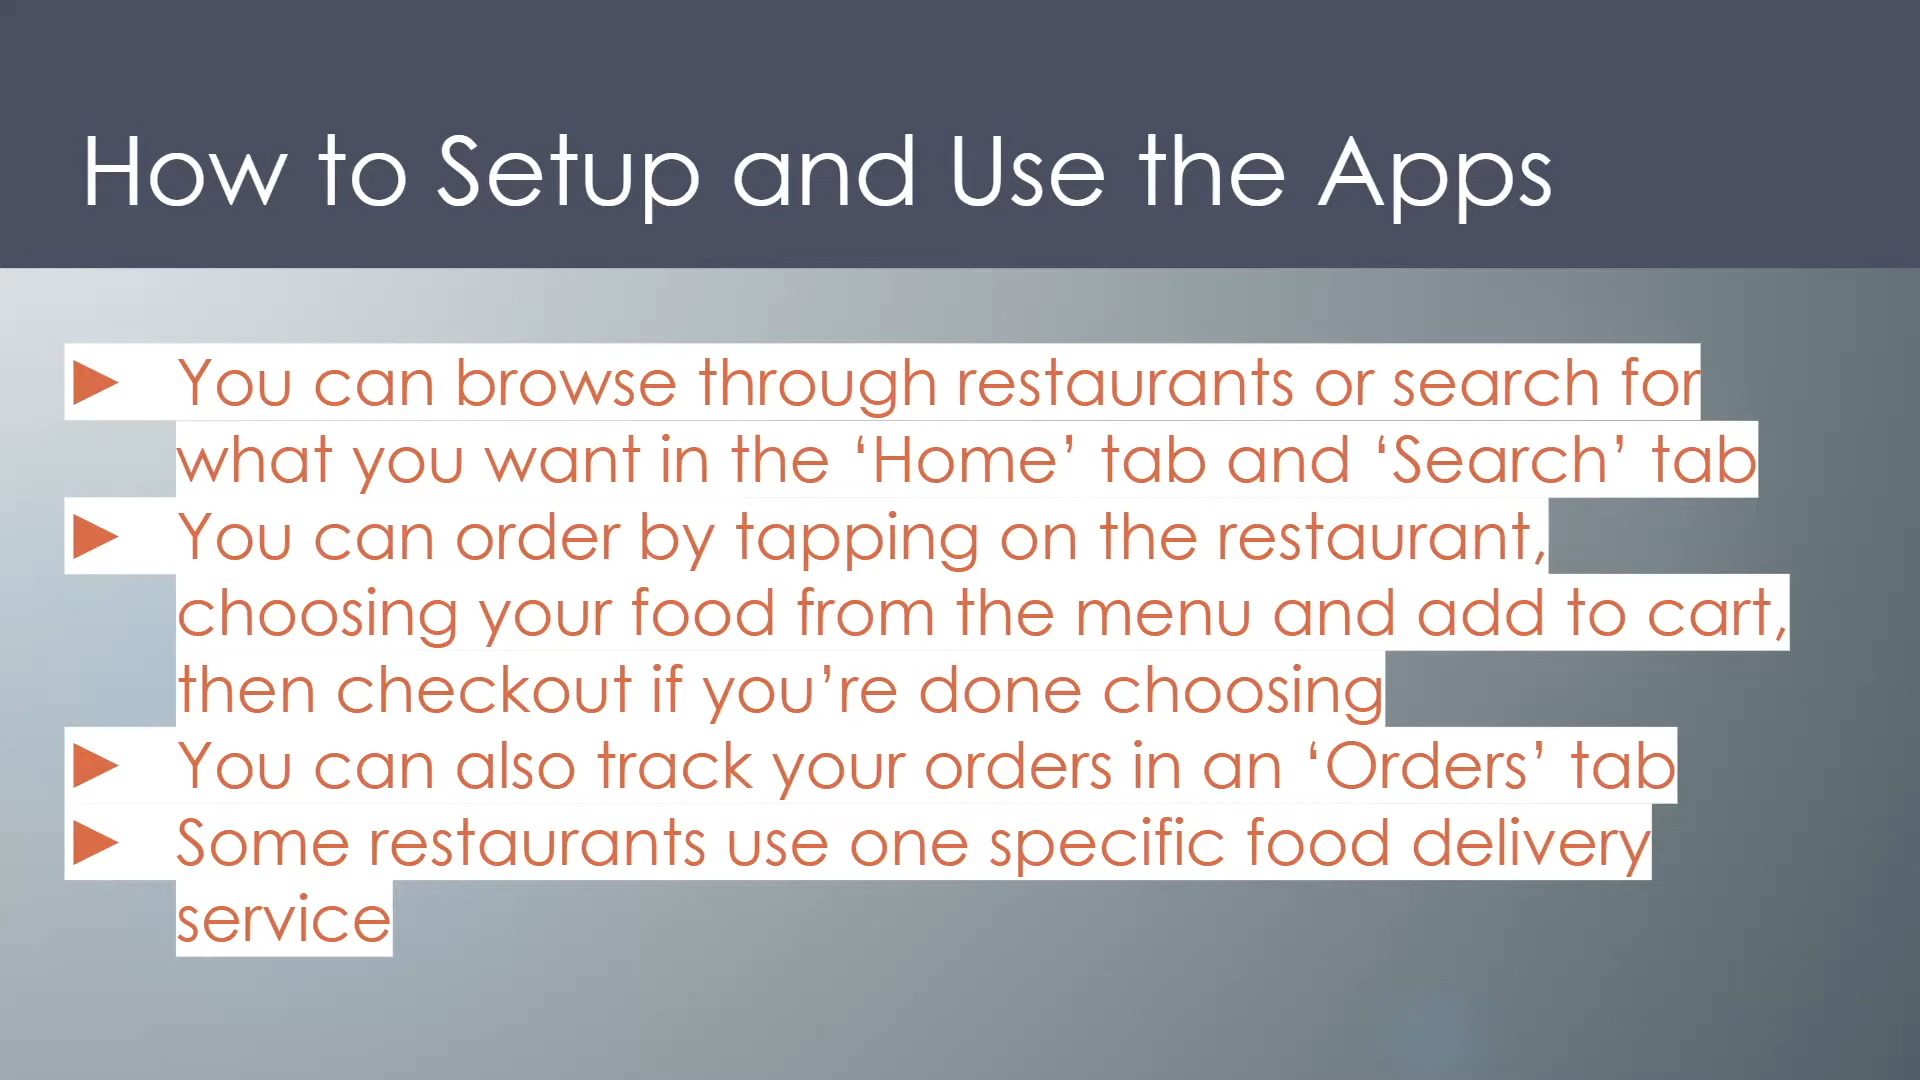 How to Setup and Use the Apps
► You can browse through restaurants or search for
what you want in the ‘Home’ tab and ‘Search’ tab
► You can order by tapping on the restaurant,
choosing your food from the menu and add to cart,
then checkout if you’re done choosing
► You can also track your orders in an ‘Orders’ tab
► Some restaurants use one specific food delivery
service